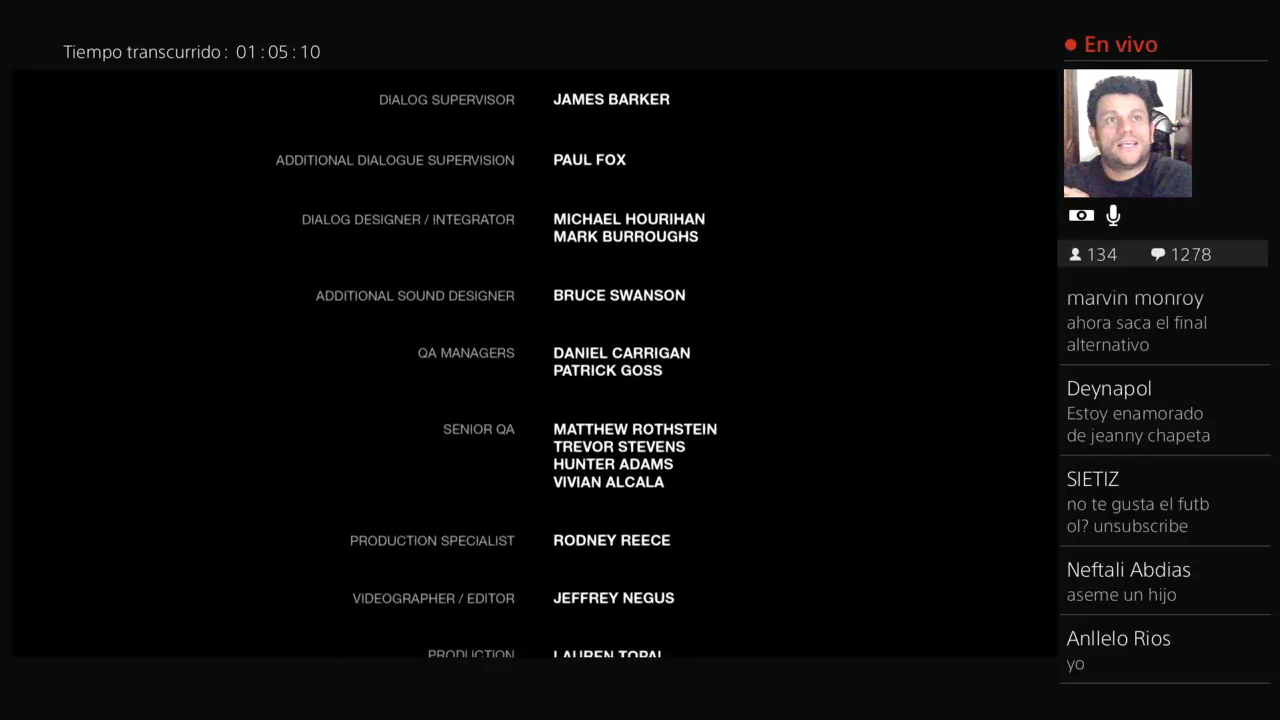 Tiempo transcurrido : 01 : 05 : 10
DIALOG SUPERVISOR JAMES BARKER
ADDITIONAL DIALOGUE SUPERVISION PAUL FOX
DIALOG DESIGNER / INTEGRATOR MICHAEL HOURIHAN
MARK BURROUGHS
ADDITIONAL SOUND DESIGNER BRUCE SWANSON
QA MANAGERS DANIEL CARRIGAN
PATRICK GOSS
SENIOR QA MATTHEW ROTHSTEIN
TREVOR STEVENS
HUNTER ADAMS
VIVIAN ALCALA
PRODUCTION SPECIALIST RODNEY REECE
VIDEOGRAPHER / EDITOR JEFFREY NEGUS
PRODUCTION LAUREN TOPAL
En vivo
134 1278
marvin monroy
ahora saca el final
alternativo
Deynapol
Estoy enamorado
de jeanny chapeta
SIETIZ
no te gusta el futb
ol? unsubscribe
Neftali Abdias
aseme un hijo
Anllelo Rios
yo